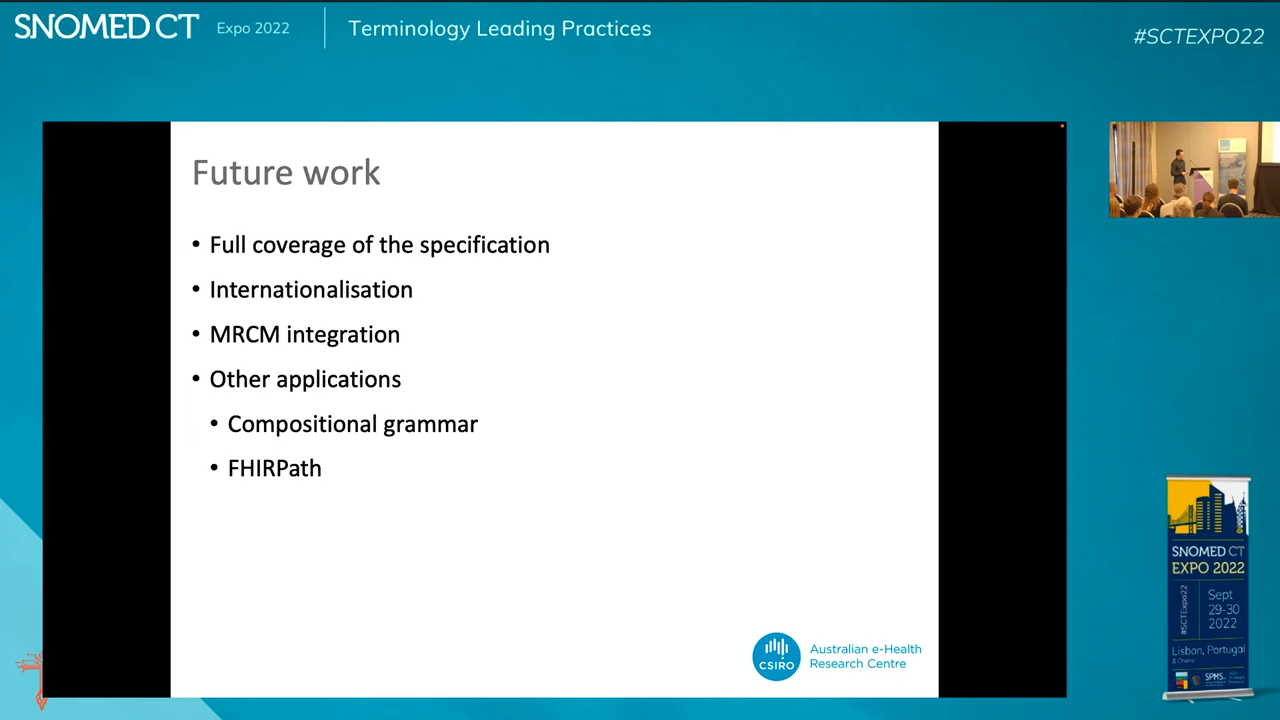 SNOMED CT Expo 2022 Terminology Leading Practices
#SCTEXPO22
Future work
• Full coverage of the specification
• Internationalisation
• MRCM integration
• Other applications
• Compositional grammar
• FHIRPath
CSIRO
Australian e-Health
Research Centre
SNOMED CT
EXPO 2022
#SCTExpo22
Sept
29-30
2022
Lisbon, Portugal
& Online
SPMS